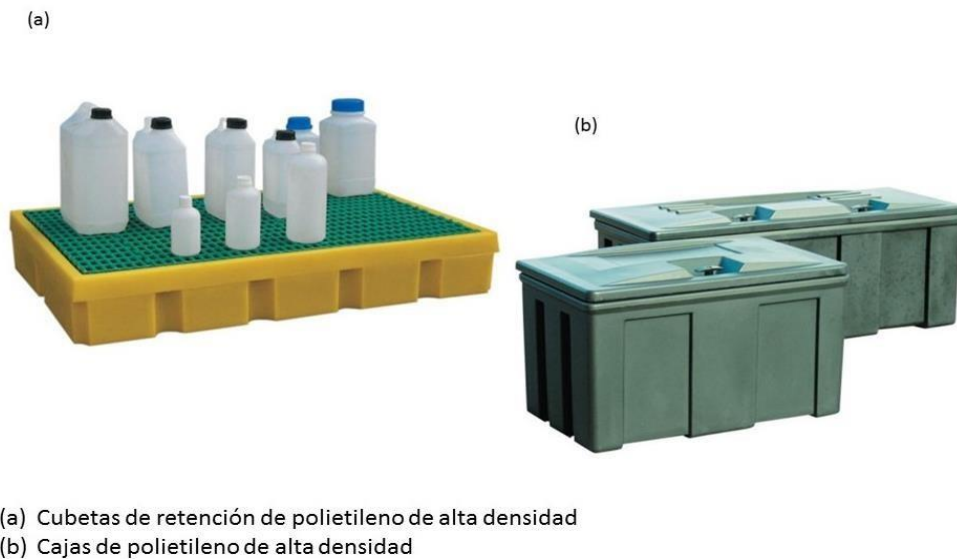 (a)
(b)
(a) Cubetas de retención de polietileno de alta densidad
(b) Cajas de polietileno de alta densidad